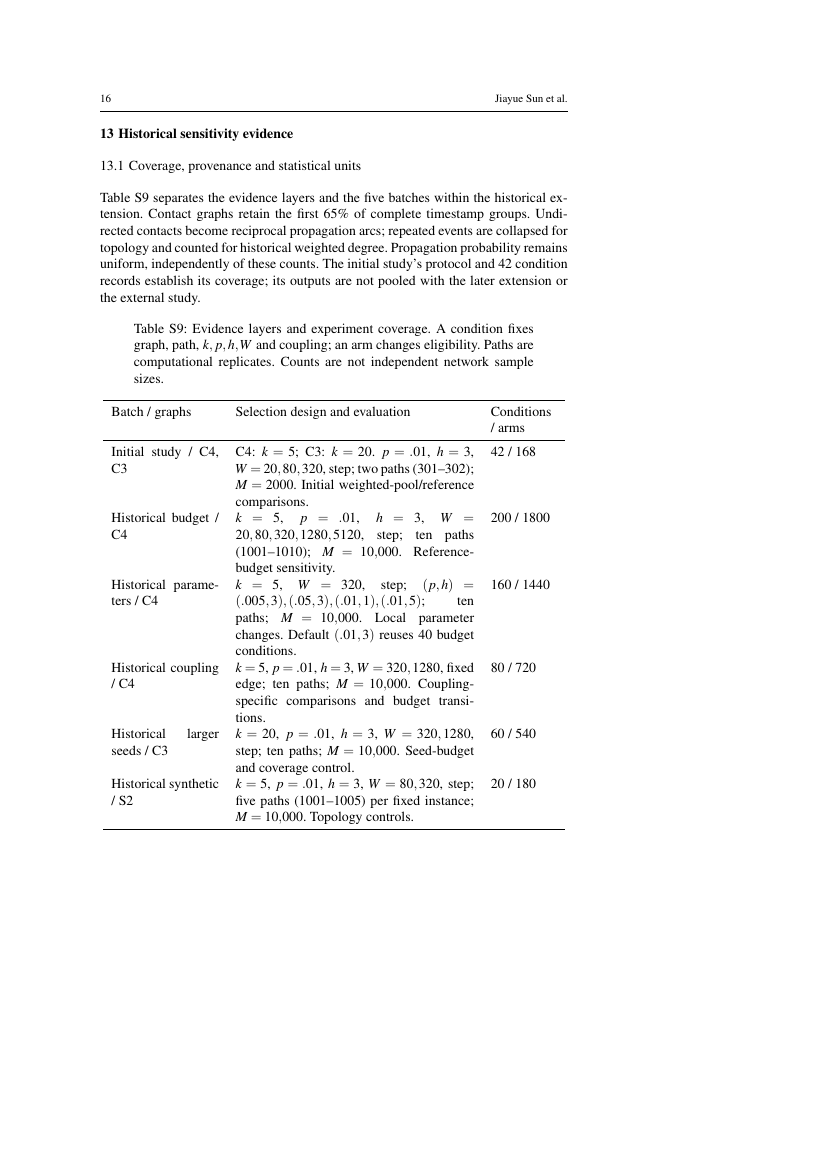 16
Jiayue Sun et al.
13 Historical sensitivity evidence
13.1 Coverage, provenance and statistical units
Table S9 separates the evidence layers and the five batches within the historical ex-
tension. Contact graphs retain the first 65% of complete timestamp groups. Undi-
rected contacts become reciprocal propagation arcs; repeated events are collapsed for
topology and counted for historical weighted degree. Propagation probability remains
uniform, independently of these counts. The initial study's protocol and 42 condition
records establish its coverage; its outputs are not pooled with the later extension or
the external study.
Table S9: Evidence layers and experiment coverage. A condition fixes
graph, path, k, p, h, W and coupling; an arm changes eligibility. Paths are
computational replicates. Counts are not independent network sample
sizes.
Batch / graphs
Selection design and evaluation
Conditions
/ arms
Initial study / C4,
C3
C4: k = 5; C3: k = 20. p = .01, h = 3,
W = 20, 80, 320, step; two paths (301–302);
M = 2000. Initial weighted-pool/reference
comparisons.
42 / 168
Historical budget /
C4
k = 5, p = .01, h = 3, W =
20, 80, 320, 1280, 5120, step; ten paths
(1001–1010); M = 10,000. Reference-
budget sensitivity.
200 / 1800
Historical parame-
ters / C4
k = 5, W = 320, step; (p, h) =
(.005, 3), (.05, 3), (.01, 1), (.01, 5); ten
paths; M = 10,000. Local parameter
changes. Default (.01, 3) reuses 40 budget
conditions.
160 / 1440
Historical coupling
/ C4
k = 5, p = .01, h = 3, W = 320, 1280, fixed
edge; ten paths; M = 10,000. Coupling-
specific comparisons and budget transi-
tions.
80 / 720
Historical larger
seeds / C3
k = 20, p = .01, h = 3, W = 320, 1280,
step; ten paths; M = 10,000. Seed-budget
and coverage control.
60 / 540
Historical synthetic
/ S2
k = 5, p = .01, h = 3, W = 80, 320, step;
five paths (1001–1005) per fixed instance;
M = 10,000. Topology controls.
20 / 180